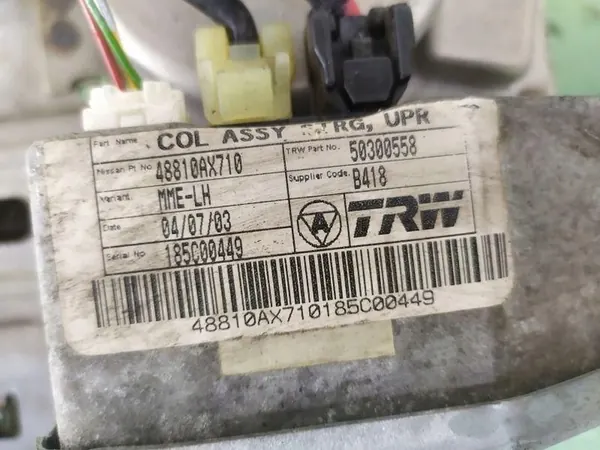 Part Name COL ASSY STRG, UPR
Nissan Pt No 48810AX710 TRW Part No. 50300558
Variant MME-LH Supplier Code. B418
Date 04/07/03 A TRW
Serial No 185C00449
48810AX710185C00449